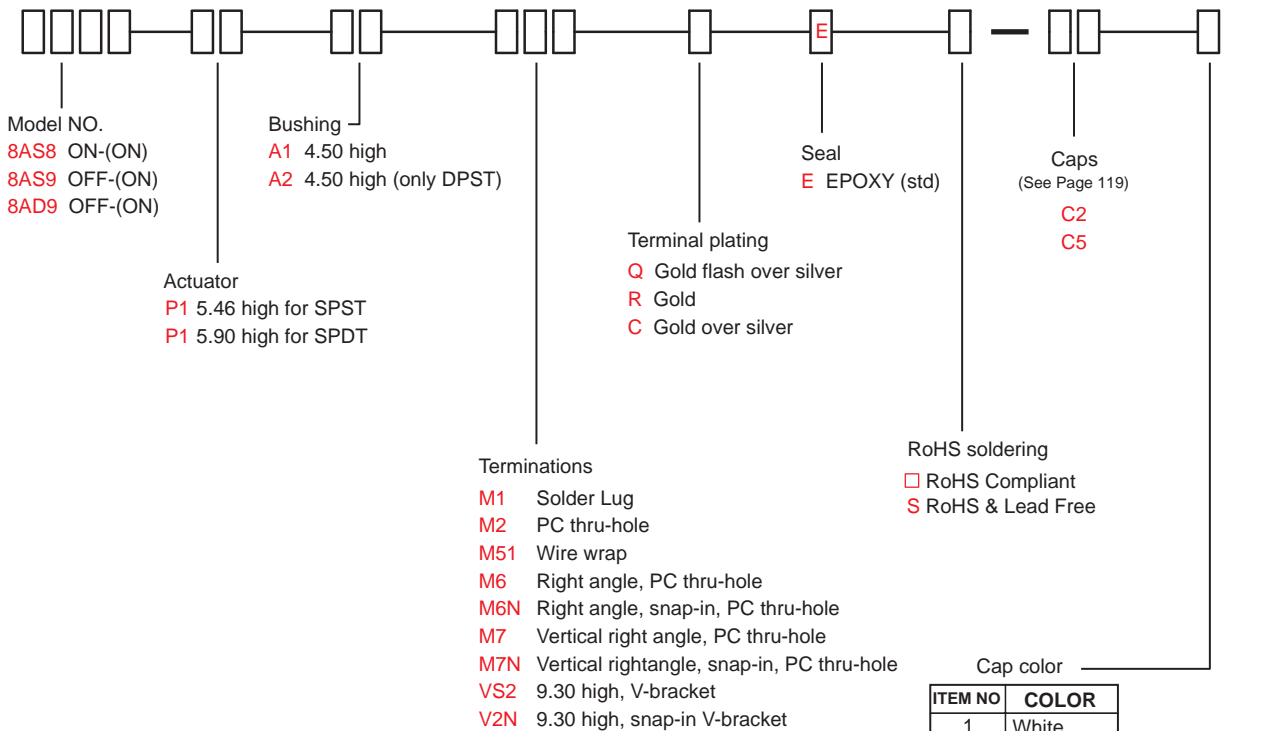 E
Model NO.
8AS8 ON-(ON)
8AS9 OFF-(ON)
8AD9 OFF-(ON)
Actuator
P1 5.46 high for SPST
P1 5.90 high for SPDT
Bushing
A1 4.50 high
A2 4.50 high (only DPST)
Terminations
M1 Solder Lug
M2 PC thru-hole
M51 Wire wrap
M6 Right angle, PC thru-hole
M6N Right angle, snap-in, PC thru-hole
M7 Vertical right angle, PC thru-hole
M7N Vertical rightangle, snap-in, PC thru-hole
VS2 9.30 high, V-bracket
V2N 9.30 high, snap-in V-bracket
Terminal plating
Q Gold flash over silver
R Gold
C Gold over silver
Seal
E EPOXY (std)
RoHS soldering
□ RoHS Compliant
S RoHS & Lead Free
Caps
(See Page 119)
C2
C5
Cap color
ITEM NO COLOR
1 White